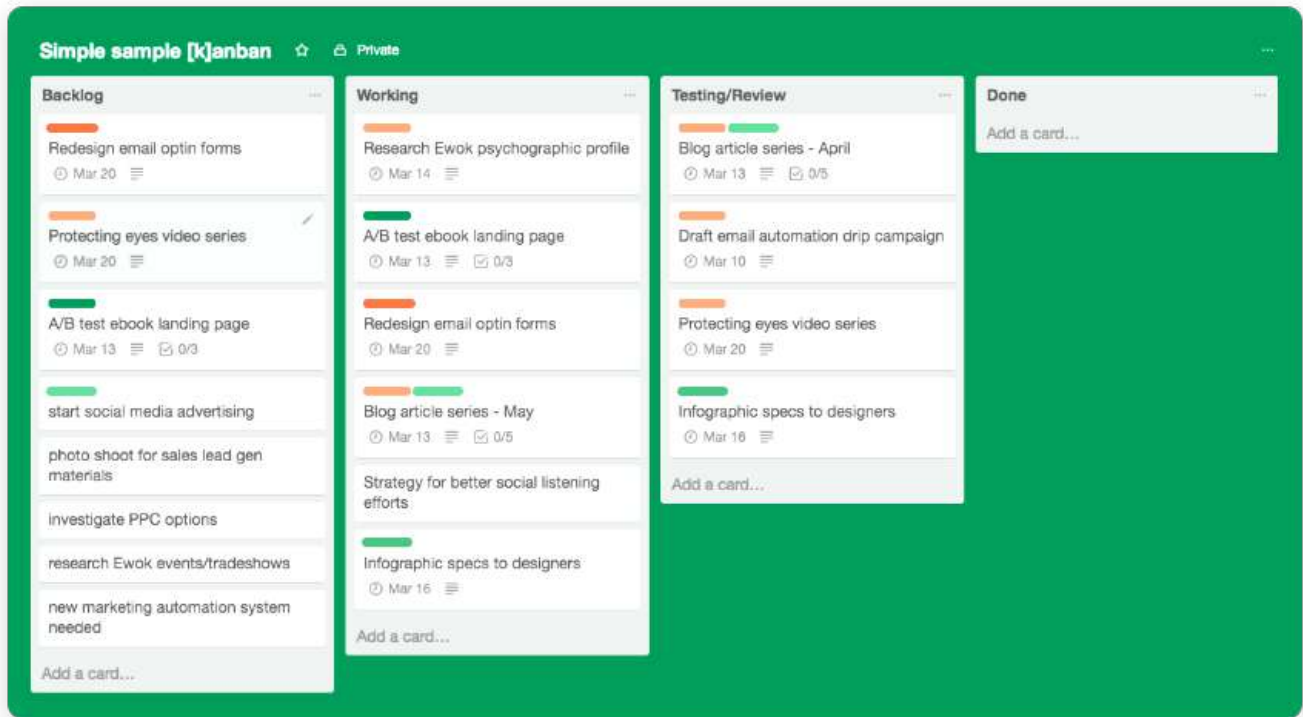 Simple sample [k]anban
Private
...
Backlog
...
Redesign email optin forms
Mar 20
Protecting eyes video series
Mar 20
A/B test ebook landing page
Mar 13 0/3
start social media advertising
photo shoot for sales lead gen
materials
investigate PPC options
research Ewok events/tradeshows
new marketing automation system
needed
Add a card...
Working
...
Research Ewok psychographic profile
Mar 14
A/B test ebook landing page
Mar 13 0/3
Redesign email optin forms
Mar 20
Blog article series - May
Mar 13 0/5
Strategy for better social listening
efforts
Infographic specs to designers
Mar 16
Add a card...
Testing/Review
...
Blog article series - April
Mar 13 0/5
Draft email automation drip campaign
Mar 10
Protecting eyes video series
Mar 20
Infographic specs to designers
Mar 16
Add a card...
Done
...
Add a card...